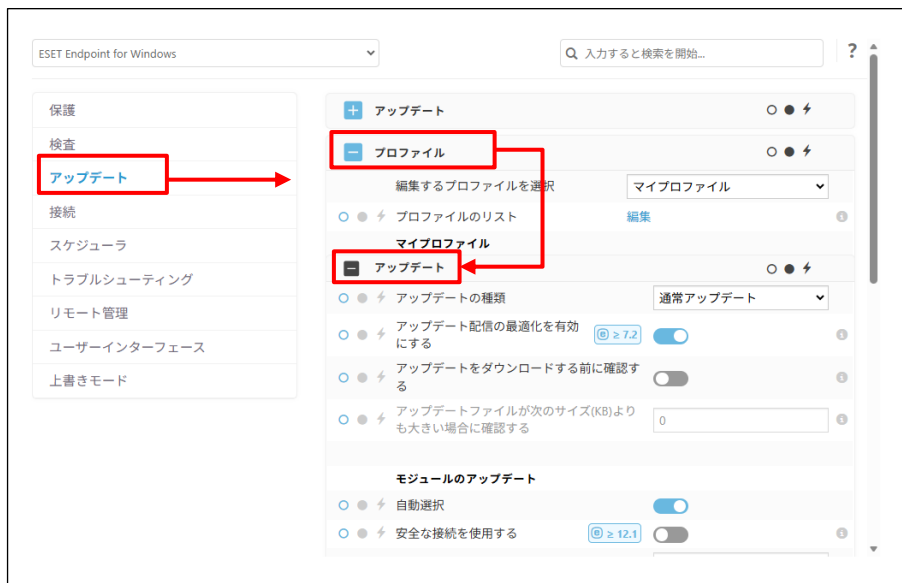 ESET Endpoint for Windows
入力すると検索を開始...
?
保護
検査
アップデート
接続
スケジューラ
トラブルシューティング
リモート管理
ユーザーインターフェース
上書きモード
アップデート
プロファイル
編集するプロファイルを選択
マイプロファイル
プロファイルのリスト
編集
マイプロファイル
アップデート
アップデートの種類
通常アップデート
アップデート配信の最適化を有効
にする
≥ 7.2
アップデートをダウンロードする前に確認す
る
アップデートファイルが次のサイズ(KB)より
も大きい場合に確認する
0
モジュールのアップデート
自動選択
安全な接続を使用する
≥ 12.1